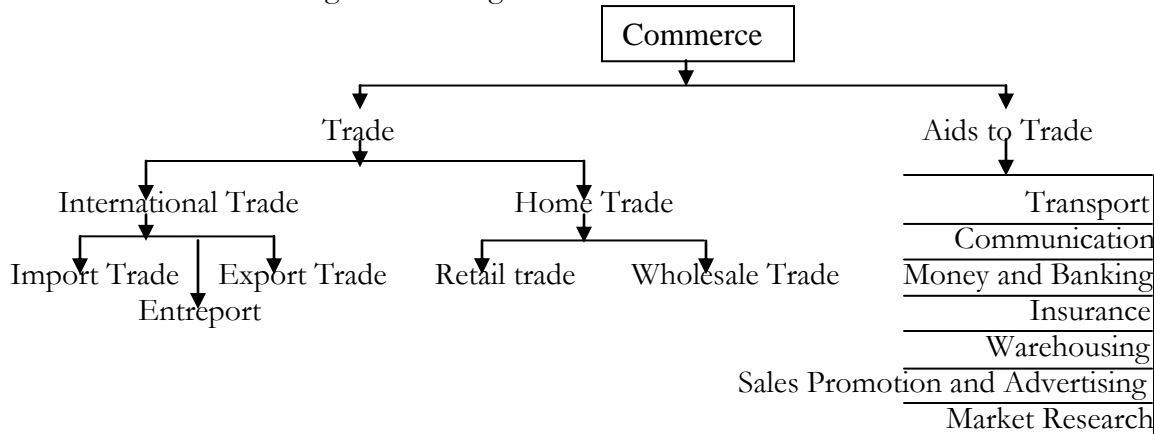 Commerce
Trade
Aids to Trade
International Trade
Home Trade
Transport
Communication
Import Trade
Export Trade
Retail trade
Wholesale Trade
Money and Banking
Entreport
Insurance
Warehousing
Sales Promotion and Advertising
Market Research